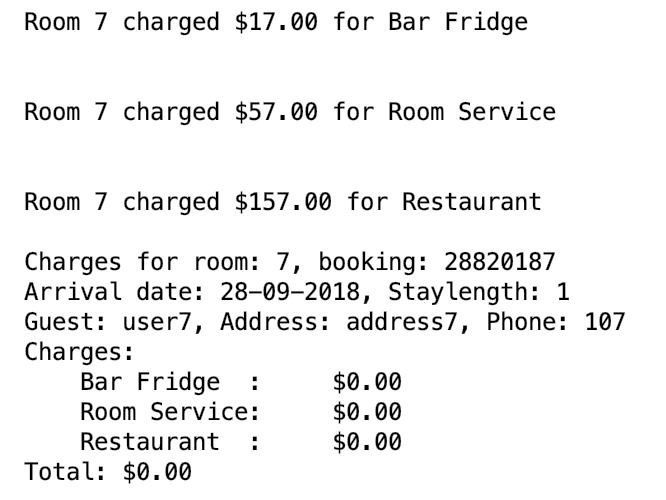 Room 7 charged $17.00 for Bar Fridge
Room 7 charged $57.00 for Room Service
Room 7 charged $157.00 for Restaurant
Charges for room: 7, booking: 28820187
Arrival date: 28-09-2018, Staylength: 1
Guest: user7, Address: address7, Phone: 107
Charges:
    Bar Fridge  :     $0.00
    Room Service:     $0.00
    Restaurant  :     $0.00
Total: $0.00